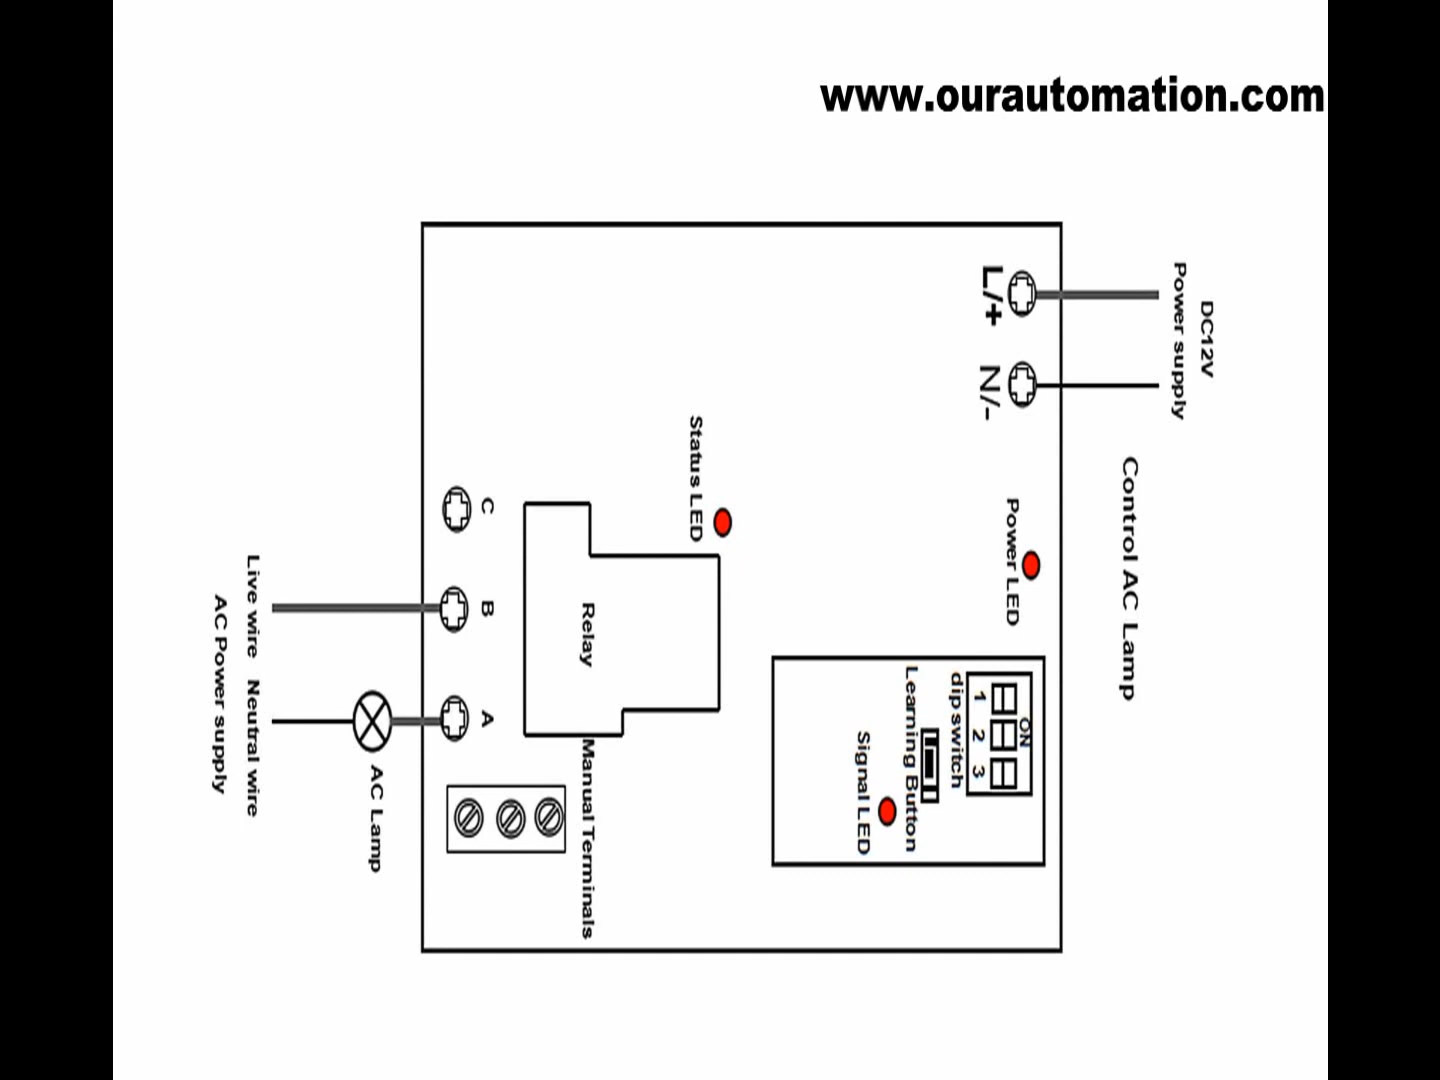 www.ourautomation.com
DC12V
Power supply
Control AC Lamp
L/+
N/-
Power LED
ON
1 2 3
dip switch
Learning Button
Signal LED
Status LED
Relay
Manual Terminals
C
B
A
AC Lamp
Live wire Neutral wire
AC Power supply